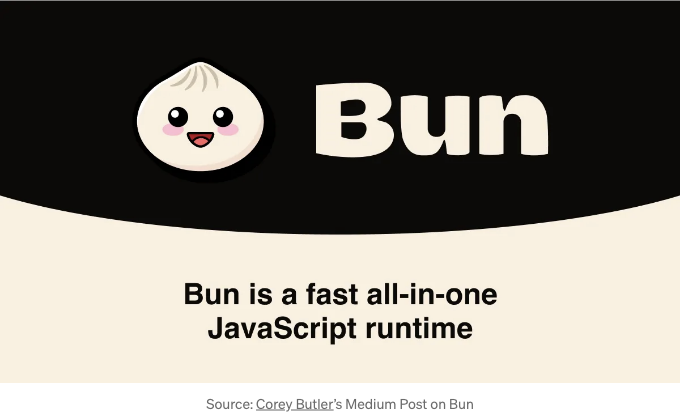 Bun
Bun is a fast all-in-one
JavaScript runtime
Source: Corey Butler's Medium Post on Bun